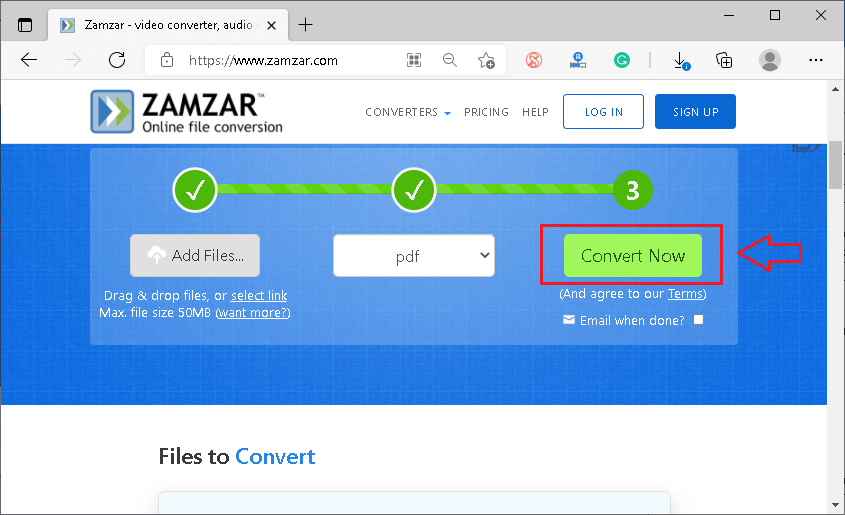 Zamzar - video converter, audio
https://www.zamzar.com
ZAMZAR™
Online file conversion
CONVERTERS
PRICING
HELP
LOG IN
SIGN UP
3
Add Files...
pdf
Convert Now
Drag & drop files, or select link
Max. file size 50MB (want more?)
(And agree to our Terms)
Email when done?
Files to Convert